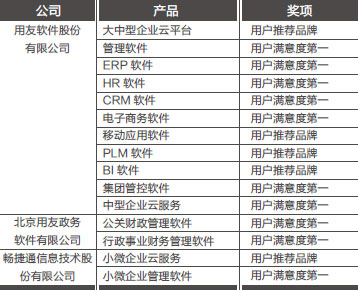 公司 产品 奖项
用友软件股份有限公司 大中型企业云平台 用户推荐品牌
管理软件 用户满意度第一
ERP 软件 用户满意度第一
HR 软件 用户满意度第一
CRM 软件 用户满意度第一
电子商务软件 用户满意度第一
移动应用软件 用户推荐品牌
PLM 软件 用户推荐品牌
BI 软件 用户推荐品牌
集团管控软件 用户满意度第一
中型企业云服务 用户满意度第一
北京用友政务软件有限公司 公关财政管理软件 用户满意度第一
行政事业财务管理软件 用户满意度第一
畅捷通信息技术股份有限公司 小微企业云服务 用户推荐品牌
小微企业管理软件 用户满意度第一